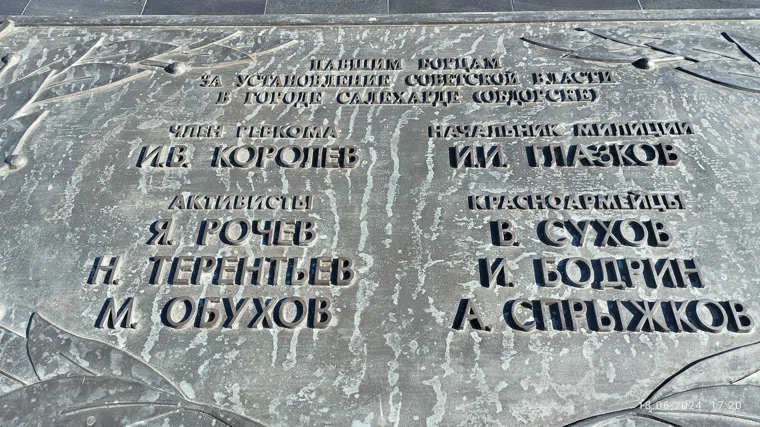 ПАВШИМ БОРЦАМ
ЗА УСТАНОВЛЕНИЕ СОВЕТСКОЙ ВЛАСТИ
В ГОРОДЕ САЛЕХАРДЕ (ОБДОРСКЕ)
ЧЛЕН РЕВКОМА
И.В. КОРОЛЕВ
АКТИВИСТЫ
Я. РОЧЕВ
Н. ТЕРЕНТЬЕВ
М. ОБУХОВ
НАЧАЛЬНИК МИЛИЦИИ
И.И. ГЛАЗКОВ
КРАСНОАРМЕЙЦЫ
В. СУХОВ
И. БОДРИН
А. СПРЫЖКОВ
18.06.2024 17:20